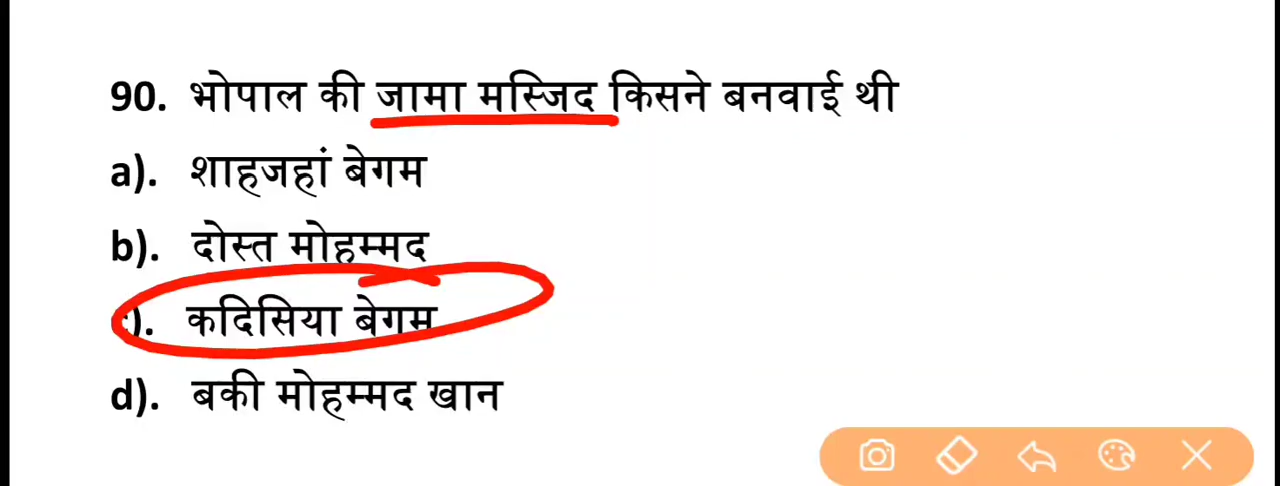 90. भोपाल की जामा मस्जिद किसने बनवाई थी
a). शाहजहां बेगम
b). दोस्त मोहम्मद
c). कदिसिया बेगम
d). बकी मोहम्मद खान